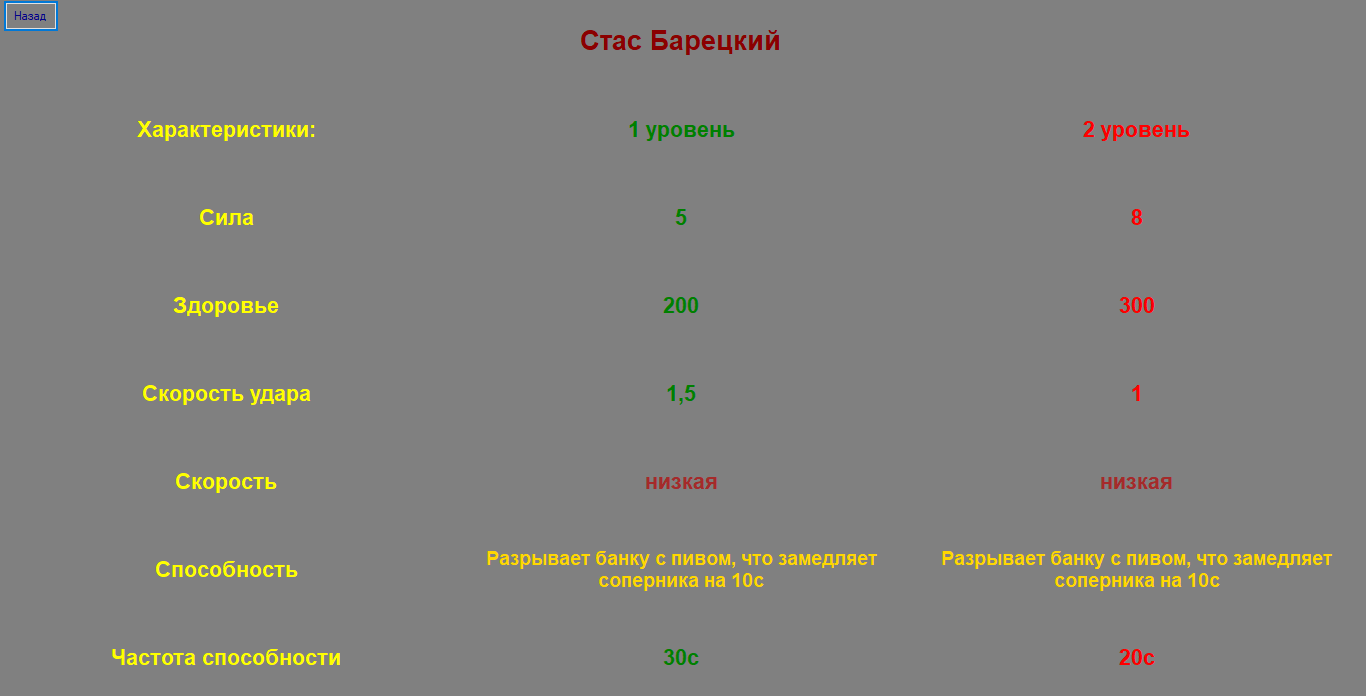 Назад
Стас Барецкий
Характеристики: 1 уровень 2 уровень
Сила 5 8
Здоровье 200 300
Скорость удара 1,5 1
Скорость низкая низкая
Способность Разрывает банку с пивом, что замедляет Разрывает банку с пивом, что замедляет
соперника на 10с соперника на 10с
Частота способности 30с 20с